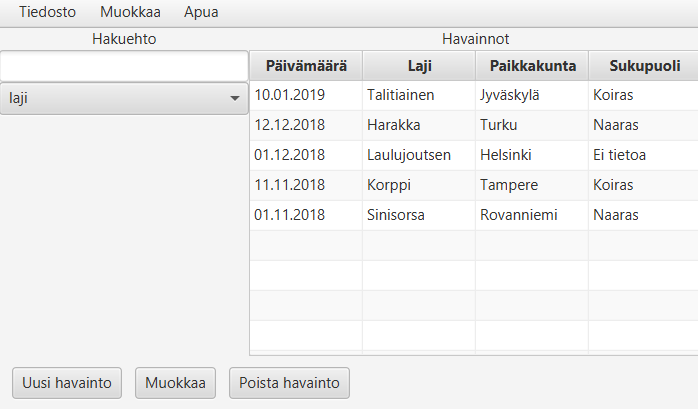 Tiedosto Muokkaa Apua
Hakuehto Havainnot
Päivämäärä Laji Paikkakunta Sukupuoli
laji
10.01.2019 Talitiainen Jyväskylä Koiras
12.12.2018 Harakka Turku Naaras
01.12.2018 Laulujoutsen Helsinki Ei tietoa
11.11.2018 Korppi Tampere Koiras
01.11.2018 Sinisorsa Rovanniemi Naaras
Uusi havainto Muokkaa Poista havainto